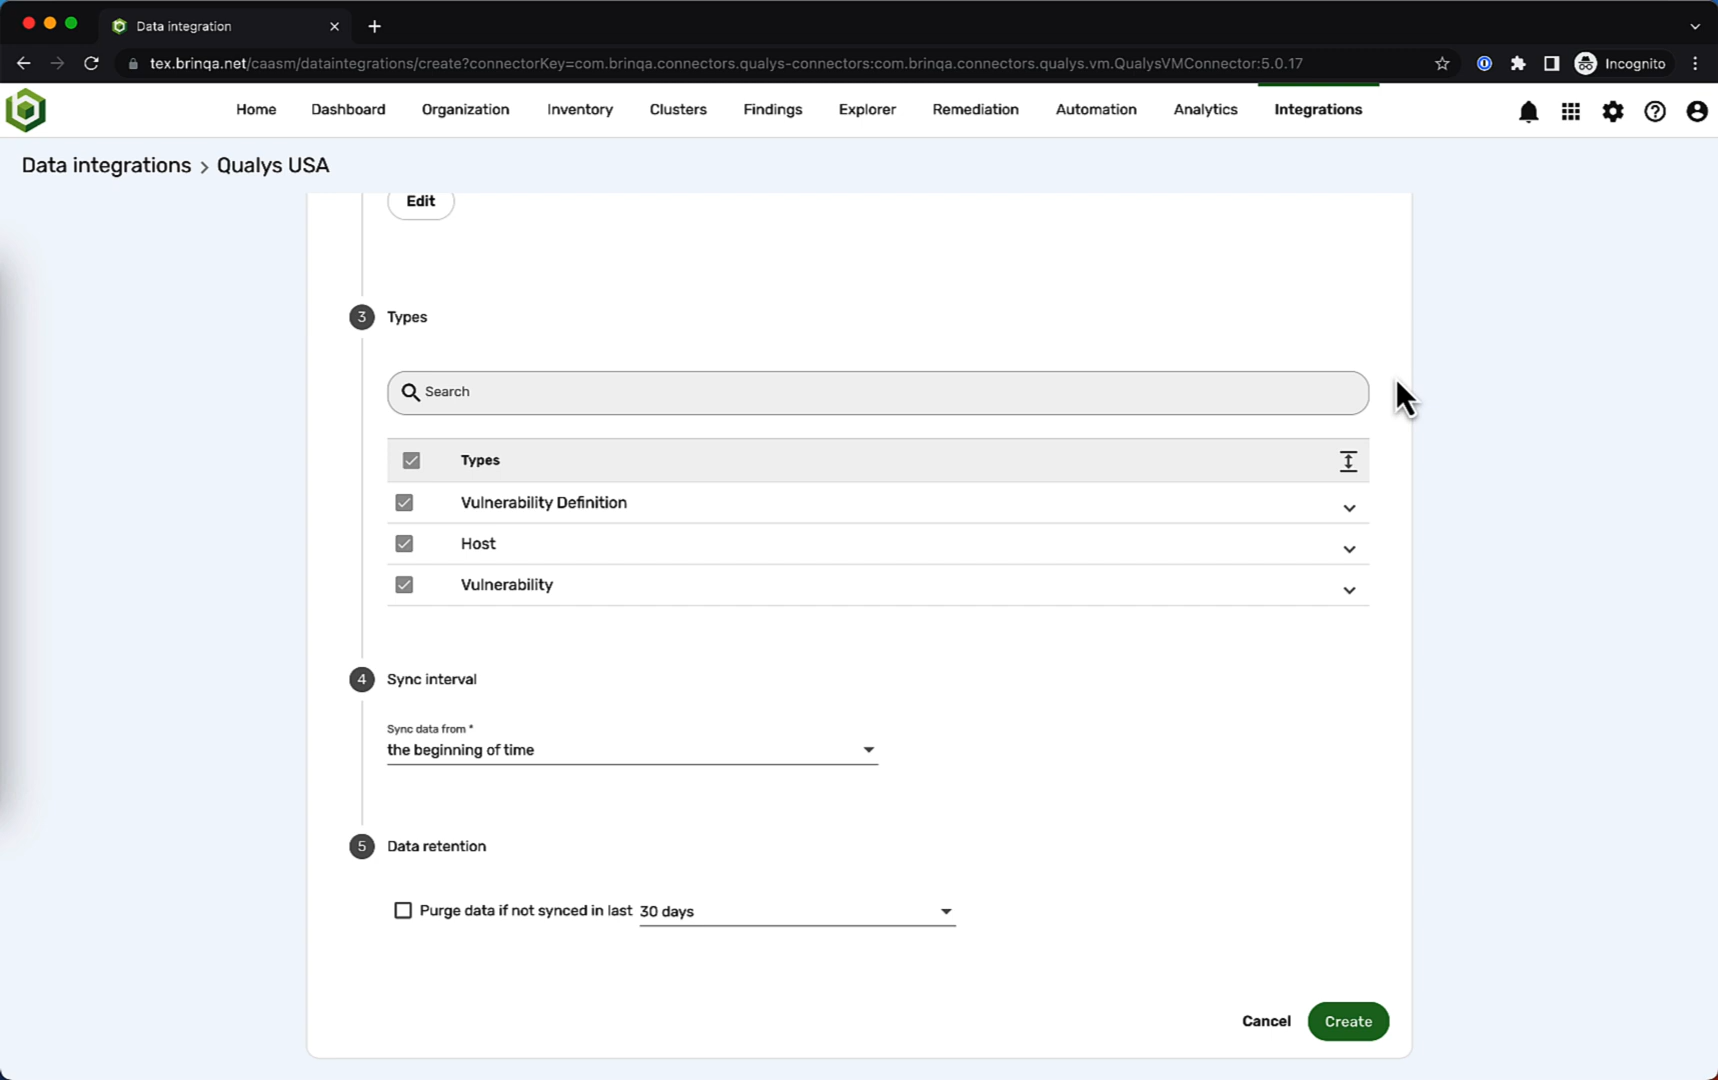 Data integration
tex.brinqa.net/caasm/dataintegrations/create?connectorKey=com.brinqa.connectors.qualys-connectors:com.brinqa.connectors.qualys.vm.QualysVMConnector:5.0.17
Incognito
Home Dashboard Organization Inventory Clusters Findings Explorer Remediation Automation Analytics Integrations
Data integrations > Qualys USA
Edit
3 Types
Search
Types
Vulnerability Definition
Host
Vulnerability
4 Sync interval
Sync data from *
the beginning of time
5 Data retention
Purge data if not synced in last 30 days
Cancel Create